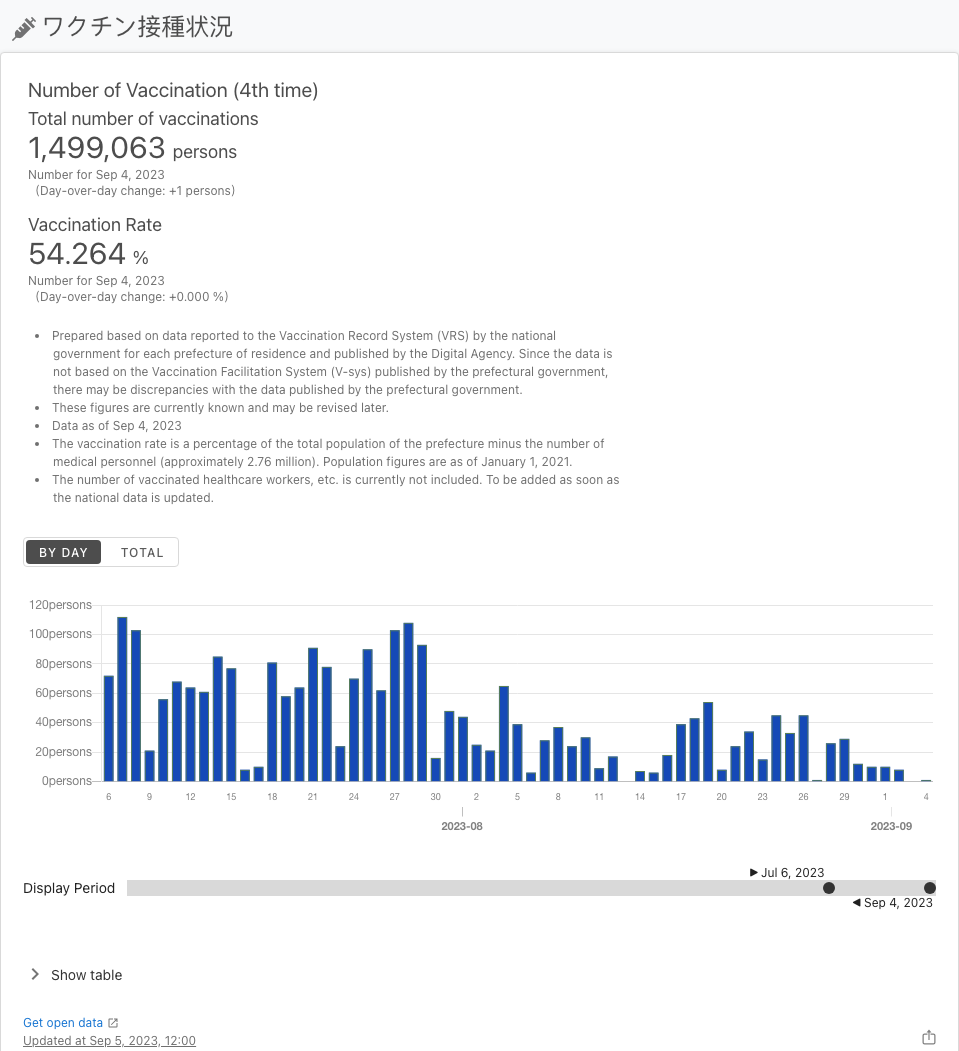 ワクチン接種状況
Number of Vaccination (4th time)
Total number of vaccinations
1,499,063 persons
Number for Sep 4, 2023
(Day-over-day change: +1 persons)
Vaccination Rate
54.264 %
Number for Sep 4, 2023
(Day-over-day change: +0.000 %)
• Prepared based on data reported to the Vaccination Record System (VRS) by the national
government for each prefecture of residence and published by the Digital Agency. Since the data is
not based on the Vaccination Facilitation System (V-sys) published by the prefectural government,
there may be discrepancies with the data published by the prefectural government.
• These figures are currently known and may be revised later.
• Data as of Sep 4, 2023
• The vaccination rate is a percentage of the total population of the prefecture minus the number of
medical personnel (approximately 2.76 million). Population figures are as of January 1, 2021.
• The number of vaccinated healthcare workers, etc. is currently not included. To be added as soon as
the national data is updated.
BY DAY TOTAL
120persons
100persons
80persons
60persons
40persons
20persons
0persons
6 9 12 15 18 21 24 27 30 2 5 8 11 14 17 20 23 26 29 1 4
2023-08 2023-09
▶ Jul 6, 2023
Display Period
◀ Sep 4, 2023
Show table
Get open data
Updated at Sep 5, 2023, 12:00